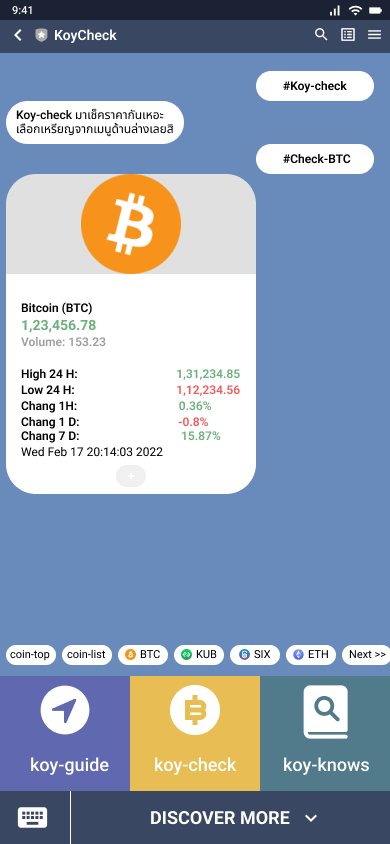 9:41
KoyCheck
#Koy-check
Koy-check มาเช็คราคากันเหอะ
เลือกเหรียญจากเมนูด้านล่างเลยสิ
#Check-BTC
Bitcoin (BTC)
1,23,456.78
Volume: 153.23
High 24 H: 1,31,234.85
Low 24 H: 1,12,234.56
Chang 1H: 0.36%
Chang 1 D: -0.8%
Chang 7 D: 15.87%
Wed Feb 17 20:14:03 2022
+
coin-top coin-list BTC KUB SIX ETH Next >>
koy-guide koy-check koy-knows
DISCOVER MORE